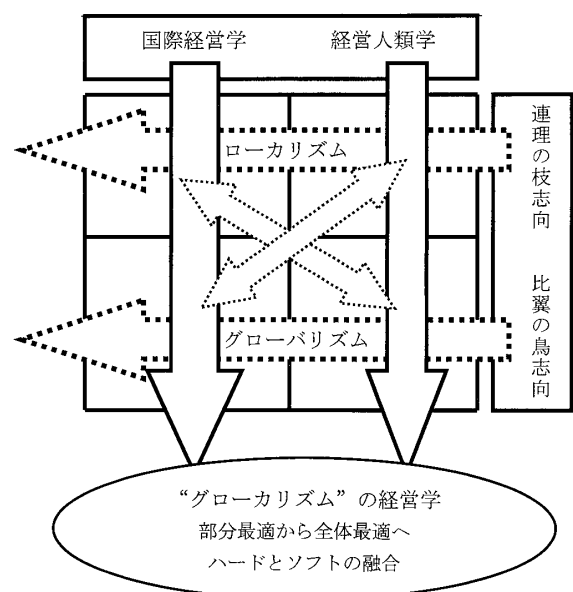 国際経営学
経営人類学
ローカリズム
連理の枝志向
グローバリズム
比翼の鳥志向
“グローカリズム”の経営学
部分最適から全体最適へ
ハードとソフトの融合